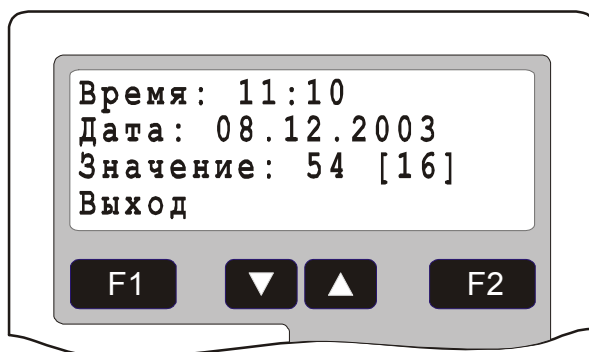 Время: 11:10
Дата: 08.12.2003
Значение: 54 [16]
Выход
F1 ▼ ▲ F2